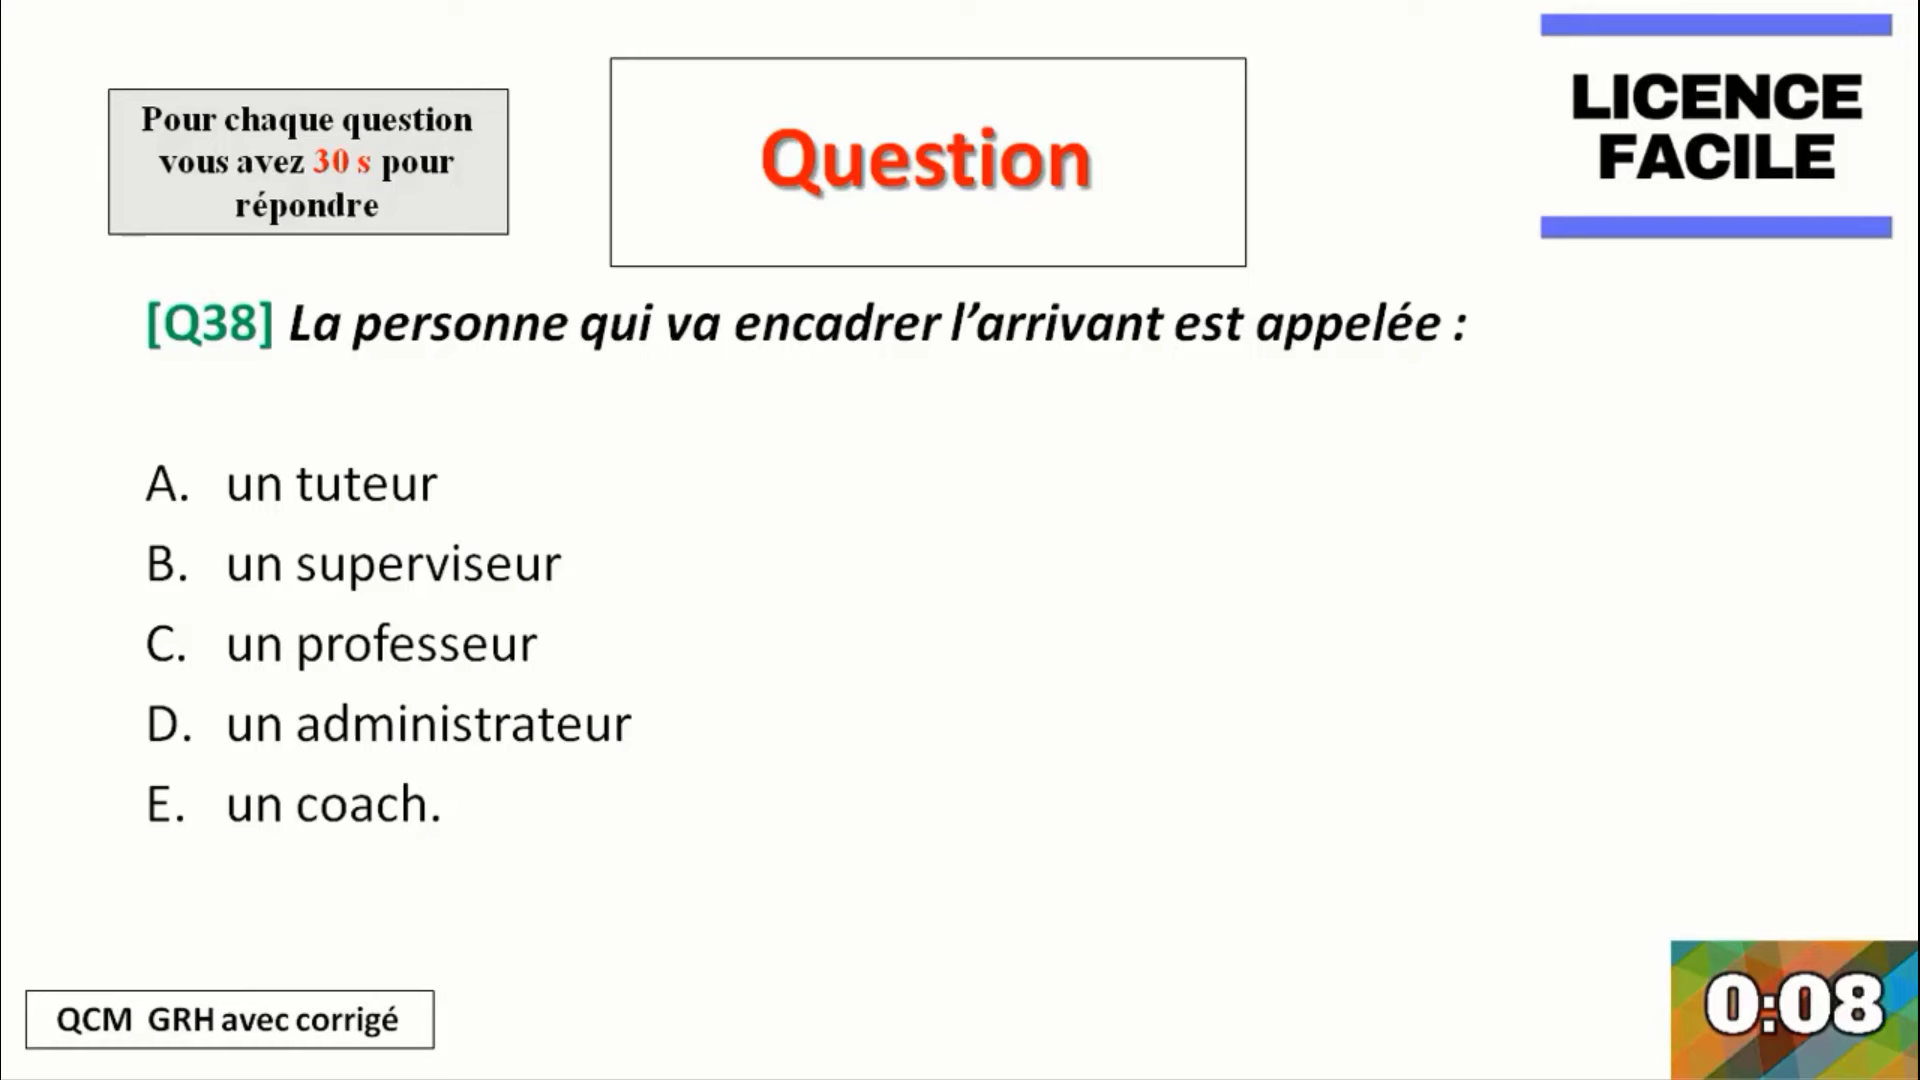 Pour chaque question
vous avez 30 s pour
répondre
Question
LICENCE
FACILE
[Q38] La personne qui va encadrer l’arrivant est appelée :
A. un tuteur
B. un superviseur
C. un professeur
D. un administrateur
E. un coach.
QCM GRH avec corrigé
0:08